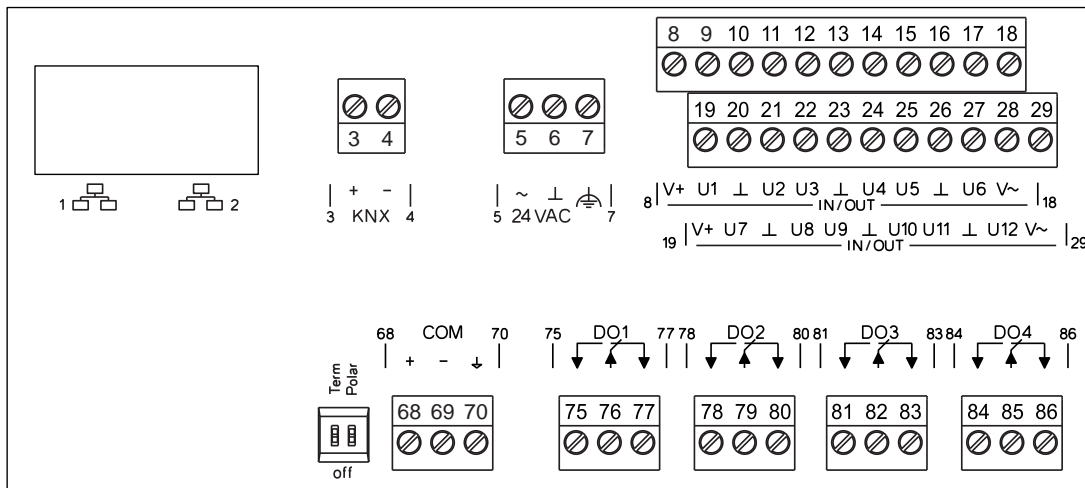 8 9 10 11 12 13 14 15 16 17 18
19 20 21 22 23 24 25 26 27 28 29
3 4
5 6 7
1 2
+ −
3 KNX 4
~ ⊥
5 24 VAC 7
8 V+ U1 ⊥ U2 U3 ⊥ U4 U5 ⊥ U6 V~ 18
IN/OUT
19 V+ U7 ⊥ U8 U9 ⊥ U10 U11 ⊥ U12 V~ 29
IN/OUT
68 COM 70 75 DO1 77 78 DO2 80 81 DO3 83 84 DO4 86
+ −
Term
Polar
68 69 70 75 76 77 78 79 80 81 82 83 84 85 86
off